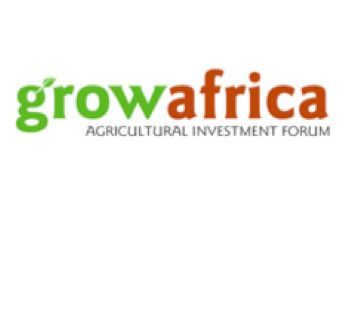 growafrica
AGRICULTURAL INVESTMENT FORUM